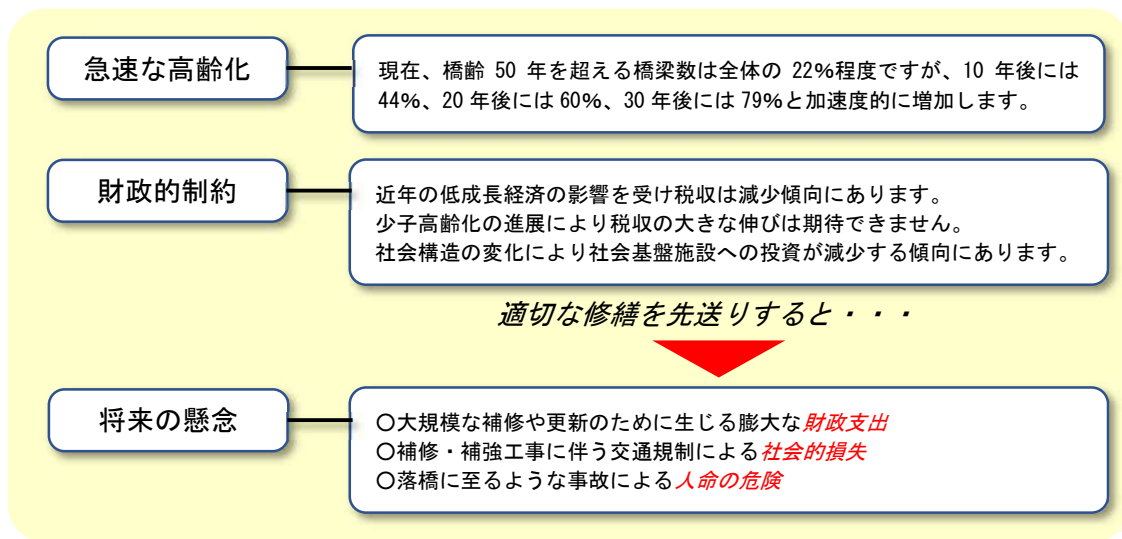 急速な高齢化
現在、橋齢 50 年を超える橋梁数は全体の 22%程度ですが、10 年後には
44%、20 年後には 60%、30 年後には 79%と加速度的に増加します。
財政的制約
近年の低成長経済の影響を受け税収は減少傾向にあります。
少子高齢化の進展により税収の大きな伸びは期待できません。
社会構造の変化により社会基盤施設への投資が減少する傾向にあります。
適切な修繕を先送りすると・・・
将来の懸念
〇大規模な補修や更新のために生じる膨大な財政支出
〇補修・補強工事に伴う交通規制による社会的損失
〇落橋に至るような事故による人命の危険